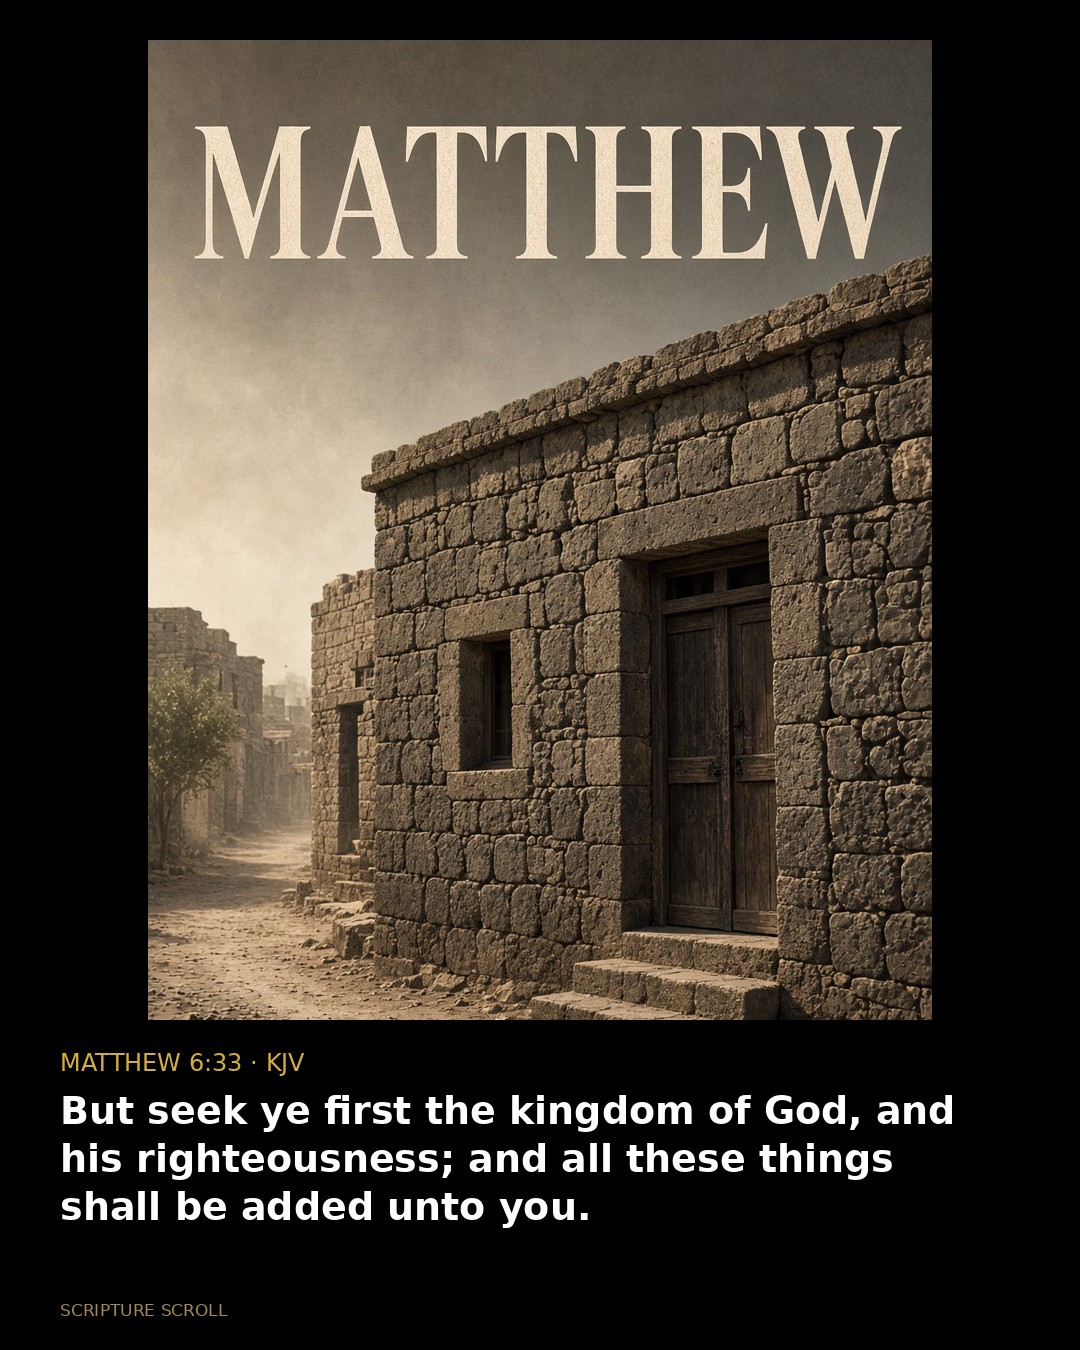 MATTHEW
MATTHEW 6:33 · KJV
But seek ye first the kingdom of God, and
his righteousness; and all these things
shall be added unto you.
SCRIPTURE SCROLL